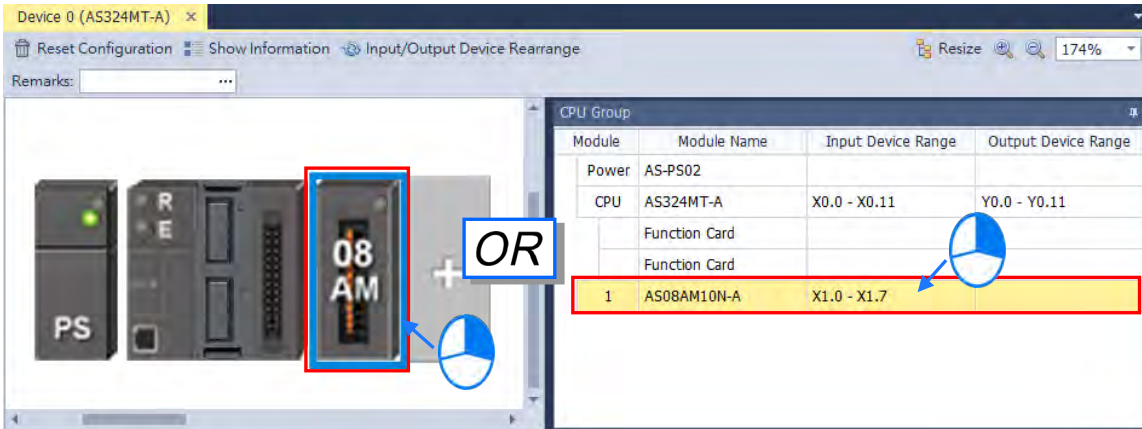 Device 0 (AS324MT-A) ×
Reset Configuration Show Information Input/Output Device Rearrange Resize 174%
Remarks: ...
CPU Group
Module Module Name Input Device Range Output Device Range
Power AS-PS02
CPU AS324MT-A X0.0 - X0.11 Y0.0 - Y0.11
Function Card
Function Card
1 AS08AM10N-A X1.0 - X1.7
PS
R
E
08
AM
+
OR